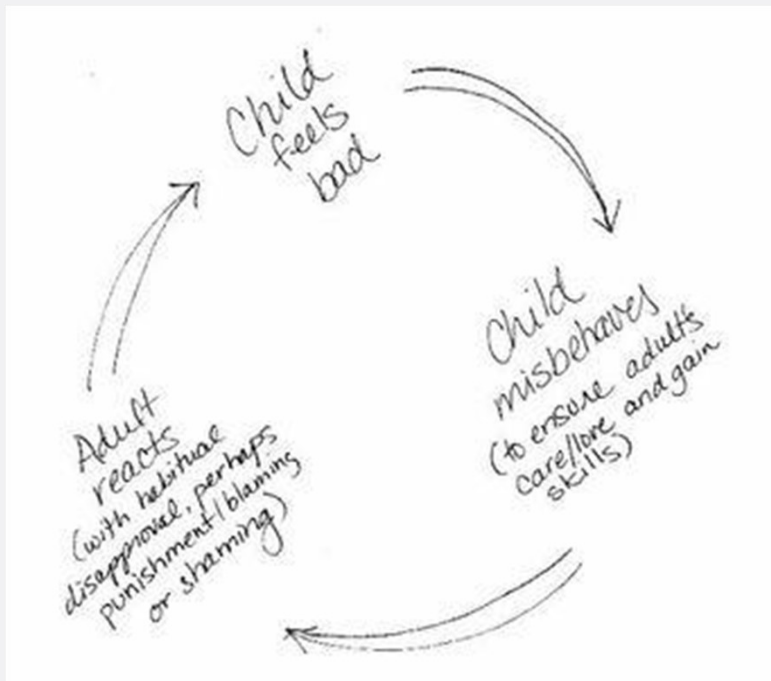 Child
feels
bad
Child
misbehaves
(to ensure adult's
care/love and gain
skills)
Adult
reacts
(with habitual
disapproval, perhaps
punishment/blaming
or shaming)